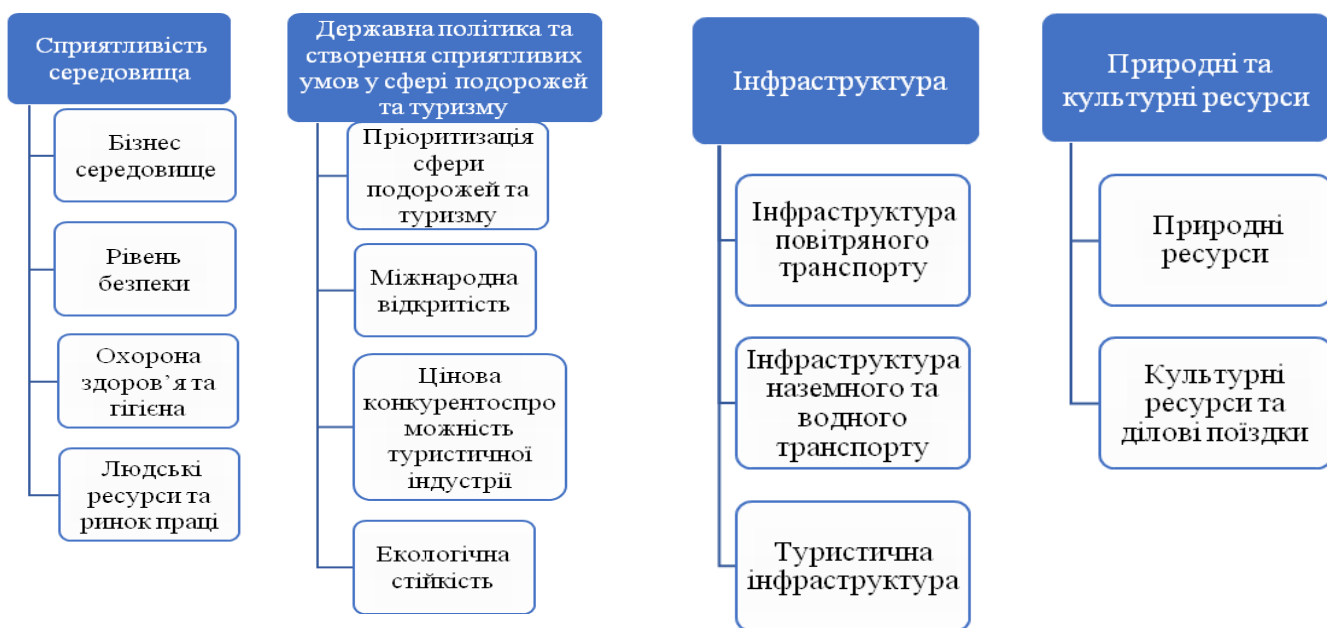 Сприятливість
середовища
Бізнес
середовище
Рівень
безпеки
Охорона
здоров`я та
гігієна
Людські
ресурси та
ринок праці
Державна політика та
створення сприятливих
умов у сфері подорожей
та туризму
Пріоритизація
сфери
подорожей та
туризму
Міжнародна
відкритість
Цінова
конкурентоспро
можність
туристичної
індустрії
Екологічна
стійкість
Інфраструктура
Інфраструктура
повітряного
транспорту
Інфраструктура
наземного та
водного
транспорту
Туристична
інфраструктура
Природні та
культурні ресурси
Природні
ресурси
Культурні
ресурси та
ділові поїздки